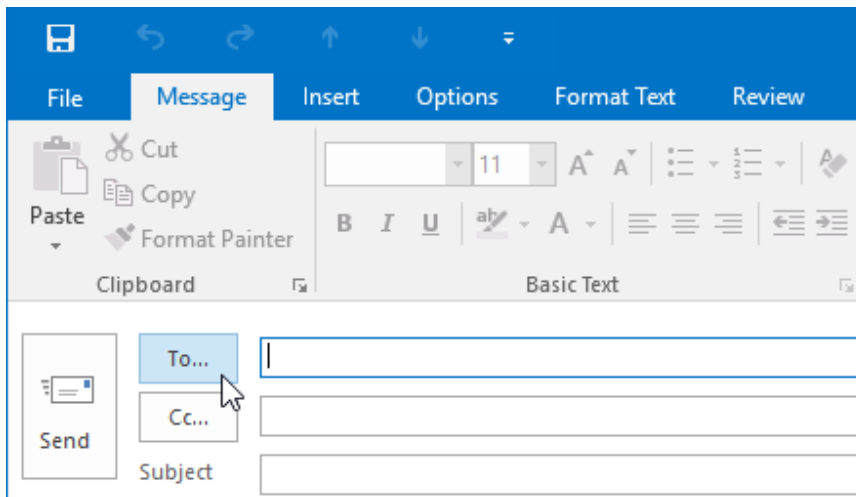 File Message Insert Options Format Text Review
Cut
11
Copy
Paste
Format Painter
B I U A
Clipboard Basic Text
To...
Cc...
Send
Subject